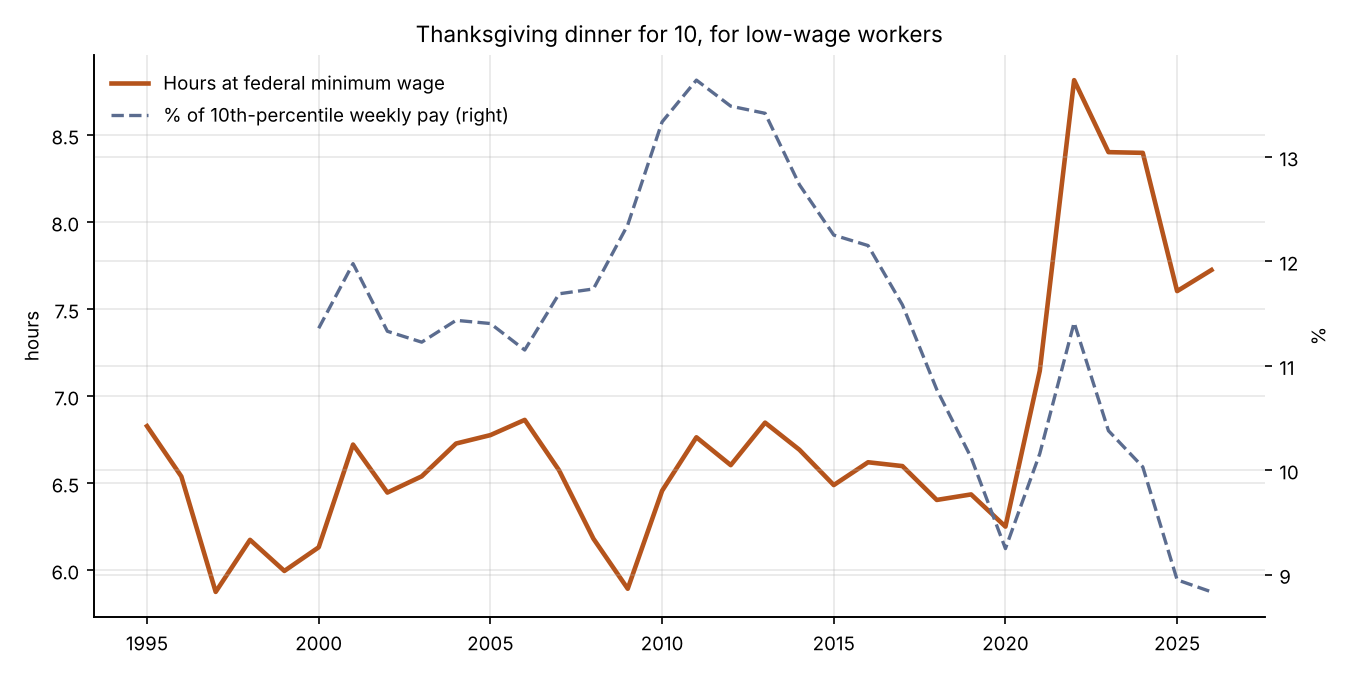 Thanksgiving dinner for 10, for low-wage workers
Hours at federal minimum wage
% of 10th-percentile weekly pay (right)
hours
8.5
8.0
7.5
7.0
6.5
6.0
13
12
11
10
9
%
1995 2000 2005 2010 2015 2020 2025